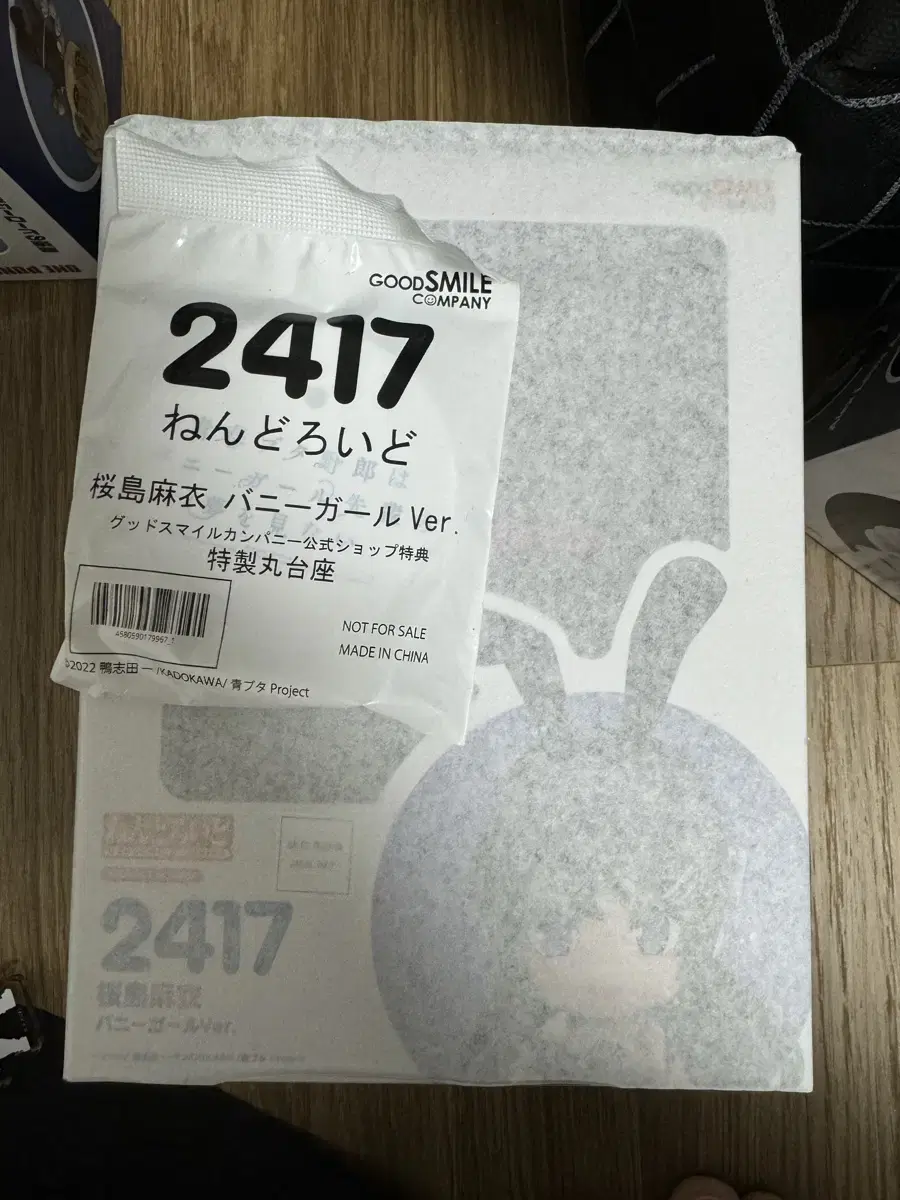 GOODSMILE
COMPANY
2417
ねんどろいど
桜島麻衣 バニーガール Ver.
グッドスマイルカンパニー公式ショップ特典
特製丸台座
NOT FOR SALE
MADE IN CHINA
2022 鴨志田 一 /KADOKAWA/ 青ブタ Project
2417
桜島麻衣
バニーガールVer.